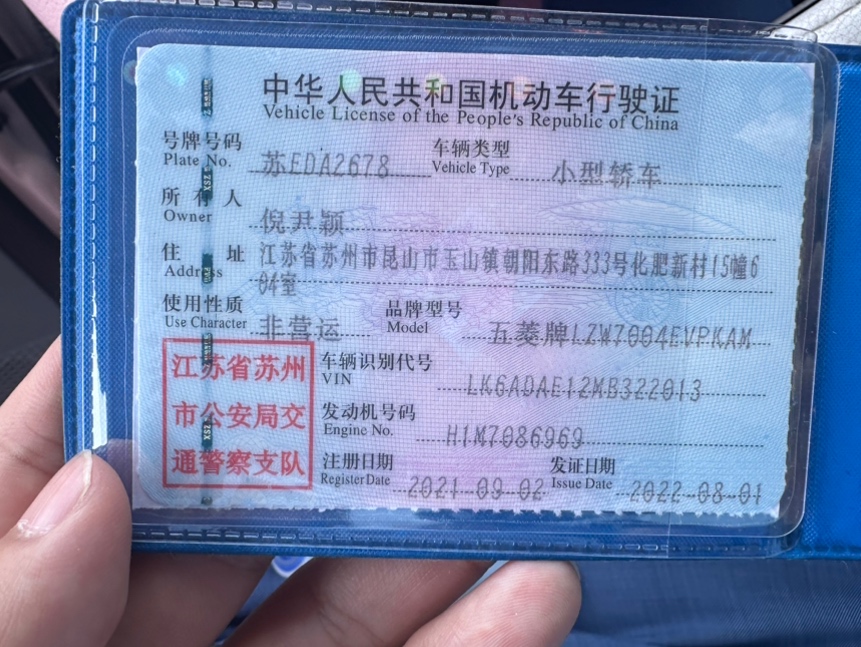 中华人民共和国机动车行驶证
Vehicle License of the People's Republic of China
号牌号码 苏EDA2678 车辆类型 小型轿车
Plate No. Vehicle Type
所有人 倪尹颖
Owner
住址 江苏省苏州市昆山市玉山镇朝阳东路333号化肥新村15幢6
Address 04室
使用性质 非营运 品牌型号 五菱牌LZW7004EVPKAM
Use Character Model
江苏省苏州
市公安局交
通警察支队
车辆识别代号 LK6ADAE12MB322013
VIN
发动机号码 H1M7086969
Engine No.
注册日期 2021-09-02 发证日期 2022-08-01
Register Date Issue Date